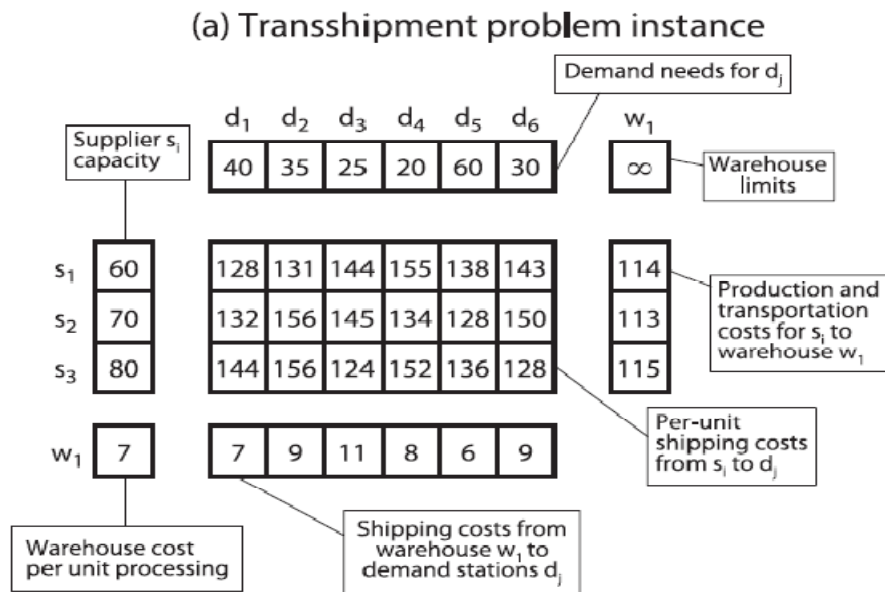 (a) Transshipment problem instance
Demand needs for dj
d1 d2 d3 d4 d5 d6 w1
Supplier si
capacity
40 35 25 20 60 30 ∞
Warehouse
limits
s1 60 128 131 144 155 138 143 114
s2 70 132 156 145 134 128 150 113
s3 80 144 156 124 152 136 128 115
Production and
transportation
costs for si to
warehouse w1
w1 7 7 9 11 8 6 9
Per-unit
shipping costs
from si to dj
Warehouse cost
per unit processing
Shipping costs from
warehouse w1 to
demand stations dj